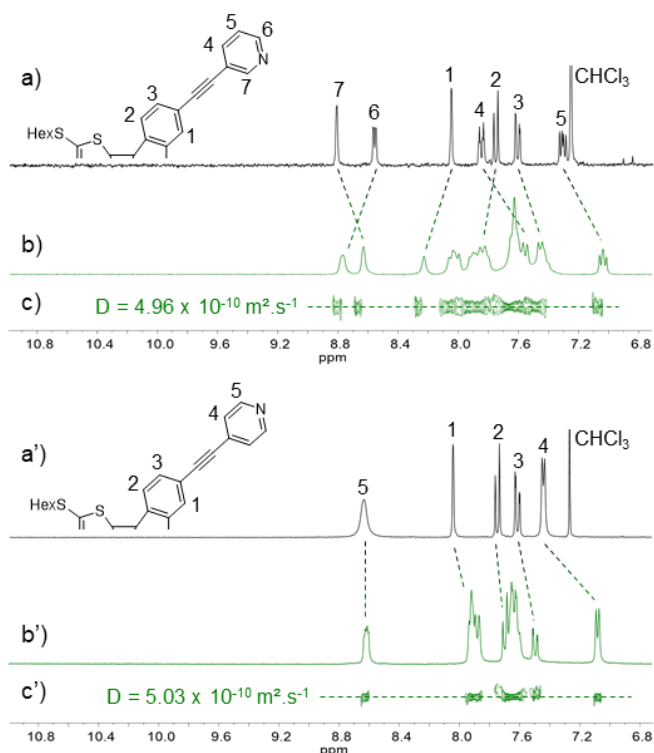 5 6
4 N
a) 3 7 1 2 CHCl₃
2 1 7 6 4 3 5
HexS S
b)
c) D = 4.96 x 10⁻¹⁰ m².s⁻¹
10.8 10.4 10.0 9.6 9.2 8.8 8.4 8.0 7.6 7.2 6.8
ppm
5
4 N
a') 3 1 2 4 CHCl₃
2 1 5 3
HexS S
b')
c') D = 5.03 x 10⁻¹⁰ m².s⁻¹
10.8 10.4 10.0 9.6 9.2 8.8 8.4 8.0 7.6 7.2 6.8
ppm